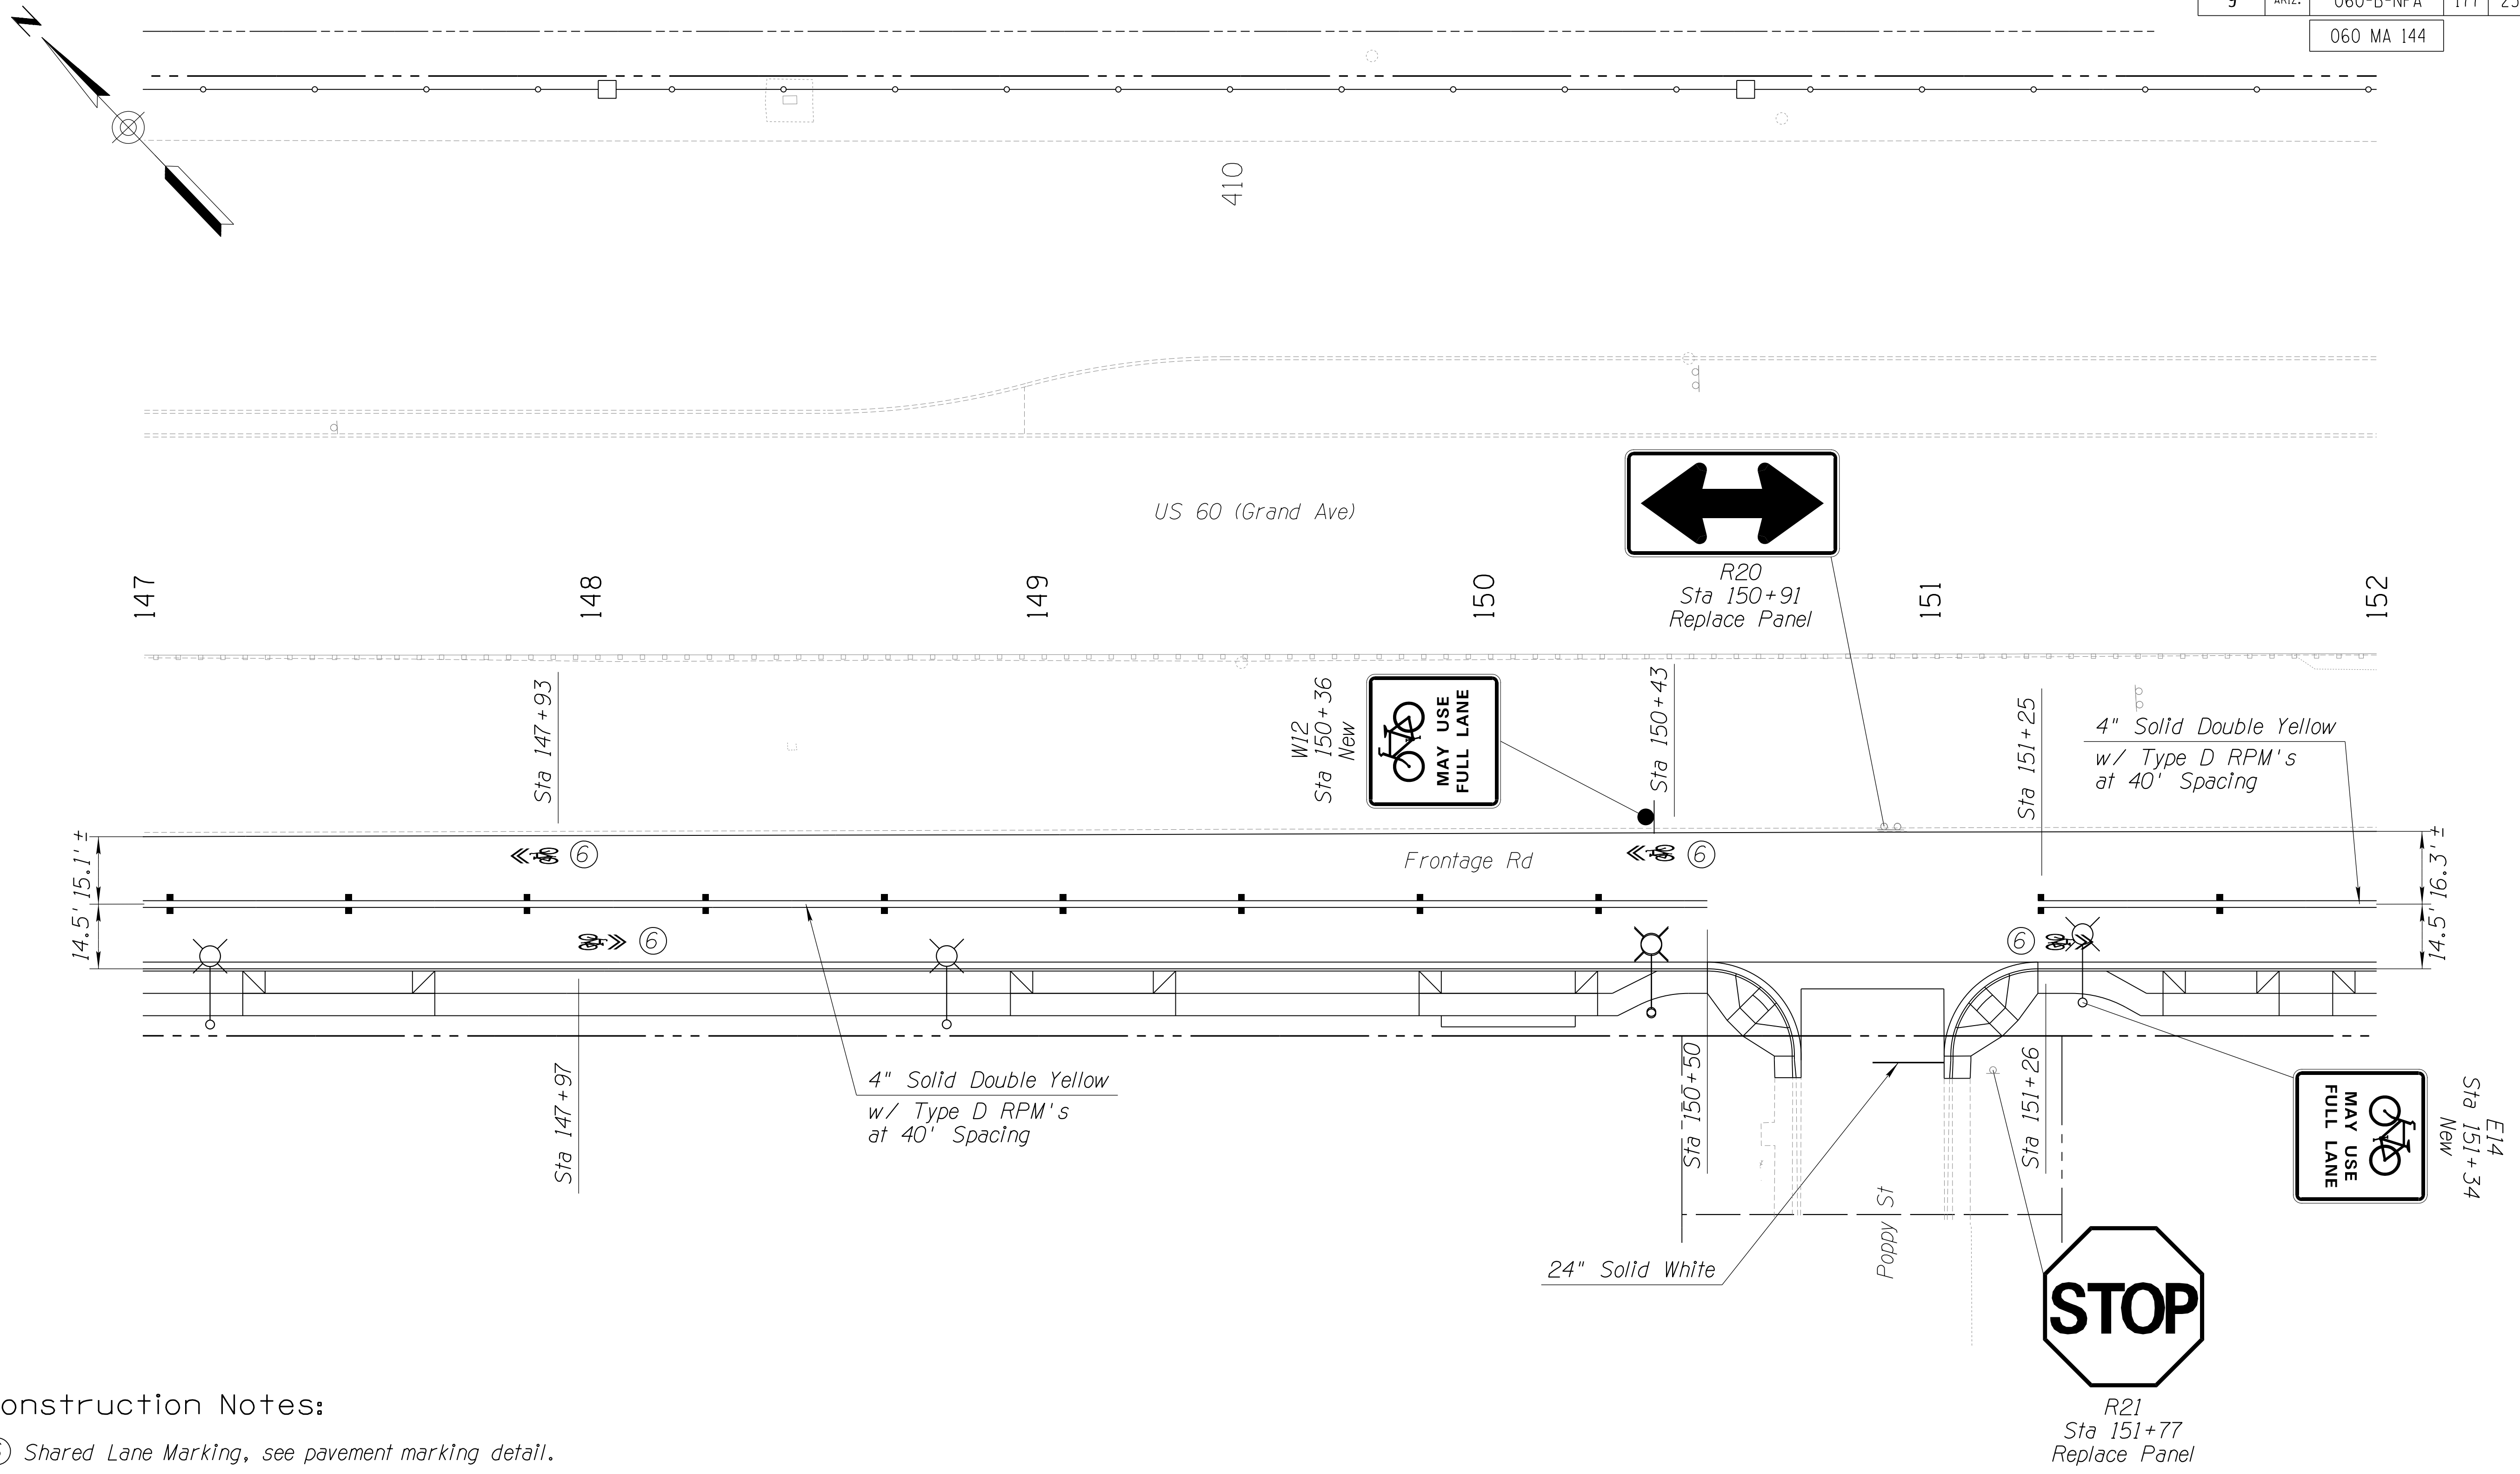 ARIZ.
060-B-NFA
177
060 MA 144
N
410
US 60 (Grand Ave)
147
148
149
150
151
152
R20
Sta 150+91
Replace Panel
Sta 147+93
W12
Sta 150+36
New
MAY USE
FULL LANE
Sta 150+43
Sta 151+25
4" Solid Double Yellow
w/ Type D RPM's
at 40' Spacing
15.1'±
14.5'
6
Frontage Rd
6
16.3'±
14.5'
6
6
Sta 147+97
4" Solid Double Yellow
w/ Type D RPM's
at 40' Spacing
Sta 150+50
Sta 151+26
MAY USE
FULL LANE
E14
Sta 151+34
New
Poppy St
24" Solid White
STOP
R21
Sta 151+77
Replace Panel
onstruction Notes:
Shared Lane Marking, see pavement marking detail.